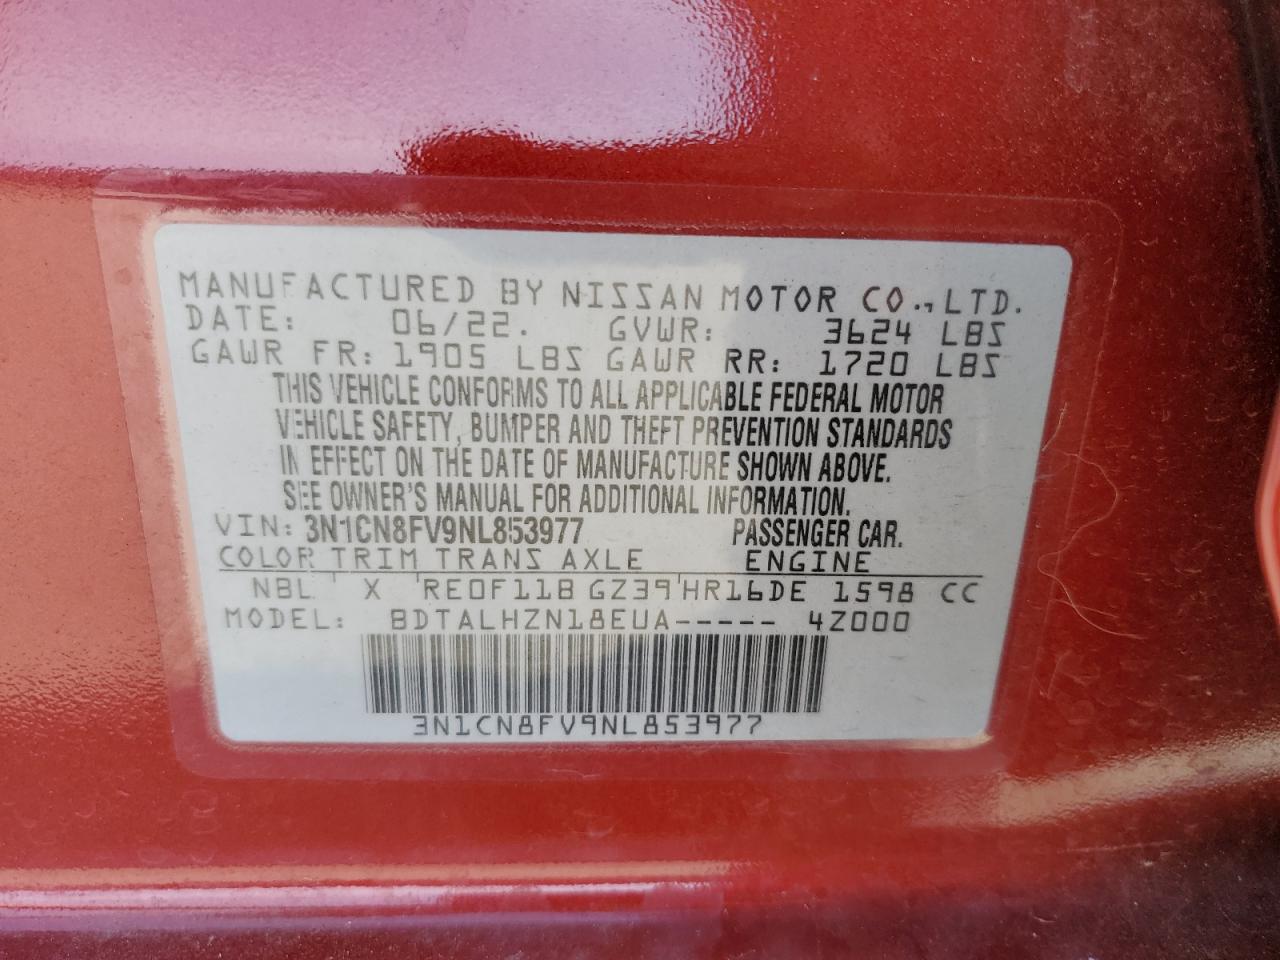 MANUFACTURED BY NISSAN MOTOR CO., LTD.
DATE: 06/22. GVWR: 3624 LBS
GAWR FR: 1905 LBS GAWR RR: 1720 LBS
THIS VEHICLE CONFORMS TO ALL APPLICABLE FEDERAL MOTOR
VEHICLE SAFETY, BUMPER AND THEFT PREVENTION STANDARDS
IN EFFECT ON THE DATE OF MANUFACTURE SHOWN ABOVE.
SEE OWNER'S MANUAL FOR ADDITIONAL INFORMATION.
VIN: 3N1CN8FV9NL853977 PASSENGER CAR.
COLOR TRIM TRANS AXLE ENGINE
NBL X RE0F11B GZ39 HR16DE 1598 CC
MODEL: BDTALHZN18EUA----- 4Z000
3N1CN8FV9NL853977